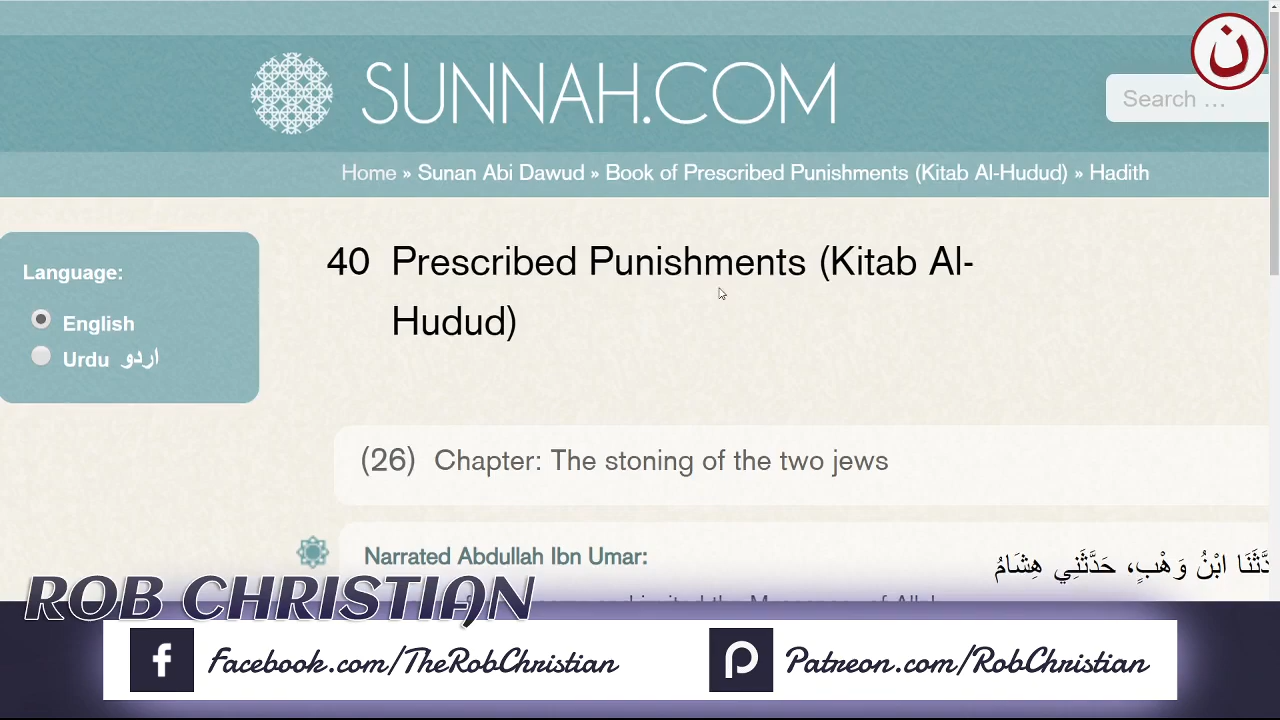 ن
SUNNAH.COM
Search ...
Home » Sunan Abi Dawud » Book of Prescribed Punishments (Kitab Al-Hudud) » Hadith
Language:
English
Urdu اردو
40 Prescribed Punishments (Kitab Al-
Hudud)
(26) Chapter: The stoning of the two jews
Narrated Abdullah Ibn Umar:
ابْنُ وَهْبٍ، حَدَّثَنِي هِشَامُ
ROB CHRISTIAN
f Facebook.com/TheRobChristian
Patreon.com/RobChristian